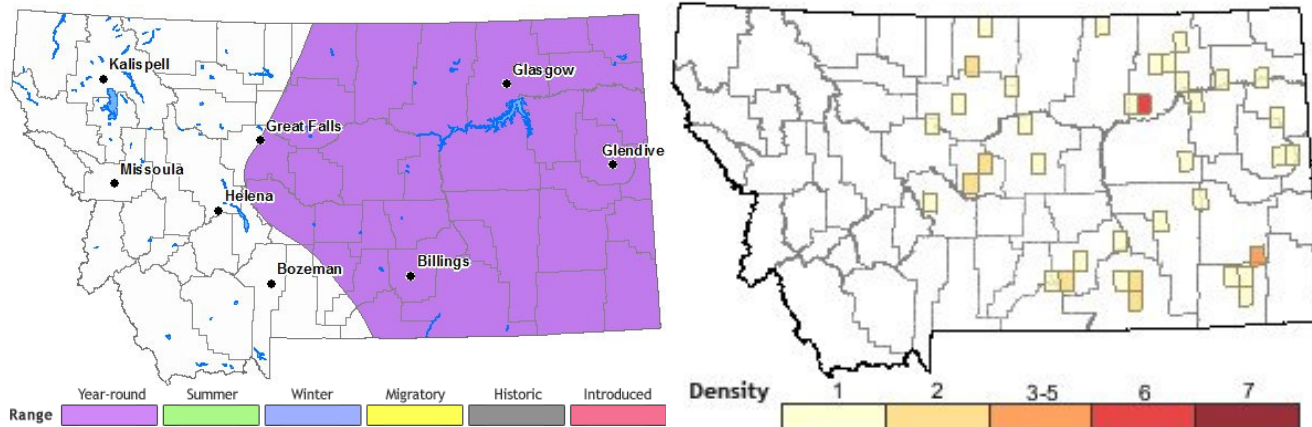 Kalispell
Glasgow
Great Falls
Glendive
Missoula
Helena
Bozeman
Billings
Year-round Summer Winter Migratory Historic Introduced
Range
Density 1 2 3-5 6 7